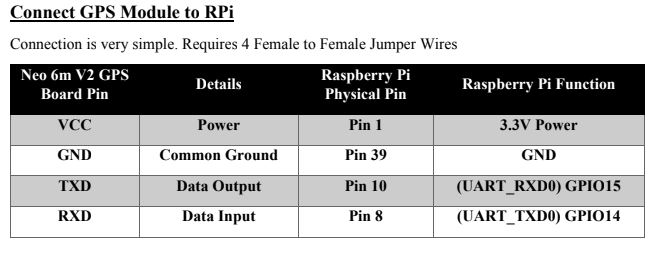 Connect GPS Module to RPi
Connection is very simple. Requires 4 Female to Female Jumper Wires
Neo 6m V2 GPS Board Pin Details Raspberry Pi Physical Pin Raspberry Pi Function
VCC Power Pin 1 3.3V Power
GND Common Ground Pin 39 GND
TXD Data Output Pin 10 (UART_RXD0) GPIO15
RXD Data Input Pin 8 (UART_TXD0) GPIO14